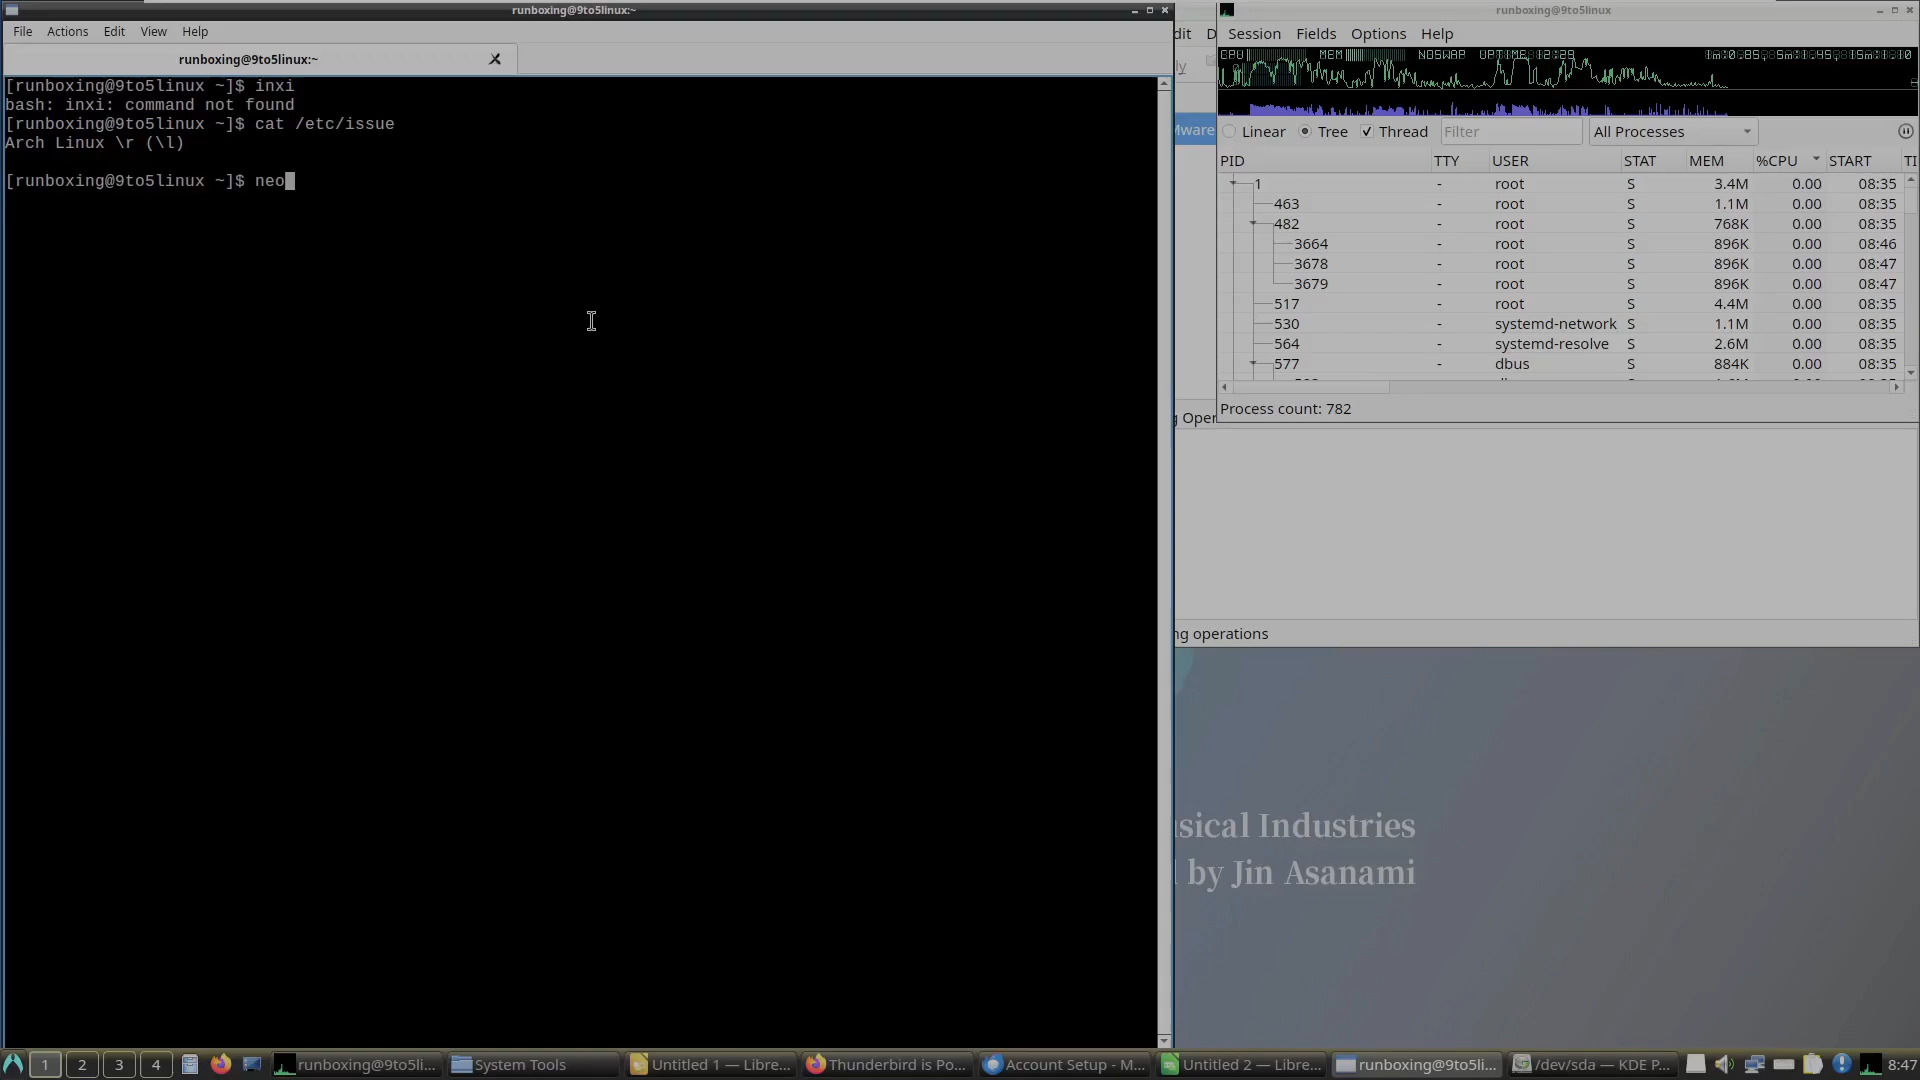 runboxing@9to5linux:~
File Actions Edit View Help
runboxing@9to5linux:~
[runboxing@9to5linux ~]$ inxi
bash: inxi: command not found
[runboxing@9to5linux ~]$ cat /etc/issue
Arch Linux \r (\l)
[runboxing@9to5linux ~]$ neo
dit D
ly
Mware
g Oper
ng operations
sical Industries
by Jin Asanami
runboxing@9to5linux
Session Fields Options Help
CPU MEM NOSWAP UPTIME
Linear Tree Thread Filter All Processes
PID TTY USER STAT MEM %CPU START TI
1 - root S 3.4M 0.00 08:35
463 - root S 1.1M 0.00 08:35
482 - root S 768K 0.00 08:35
3664 - root S 896K 0.00 08:46
3678 - root S 896K 0.00 08:47
3679 - root S 896K 0.00 08:47
517 - root S 4.4M 0.00 08:35
530 - systemd-network S 1.1M 0.00 08:35
564 - systemd-resolve S 2.6M 0.00 08:35
577 - dbus S 884K 0.00 08:35
Process count: 782
1 2 3 4 runboxing@9to5li... System Tools Untitled 1 — Libre... Thunderbird is Po... Account Setup - M... Untitled 2 — Libre... runboxing@9to5li... /dev/sda — KDE P... 8:47